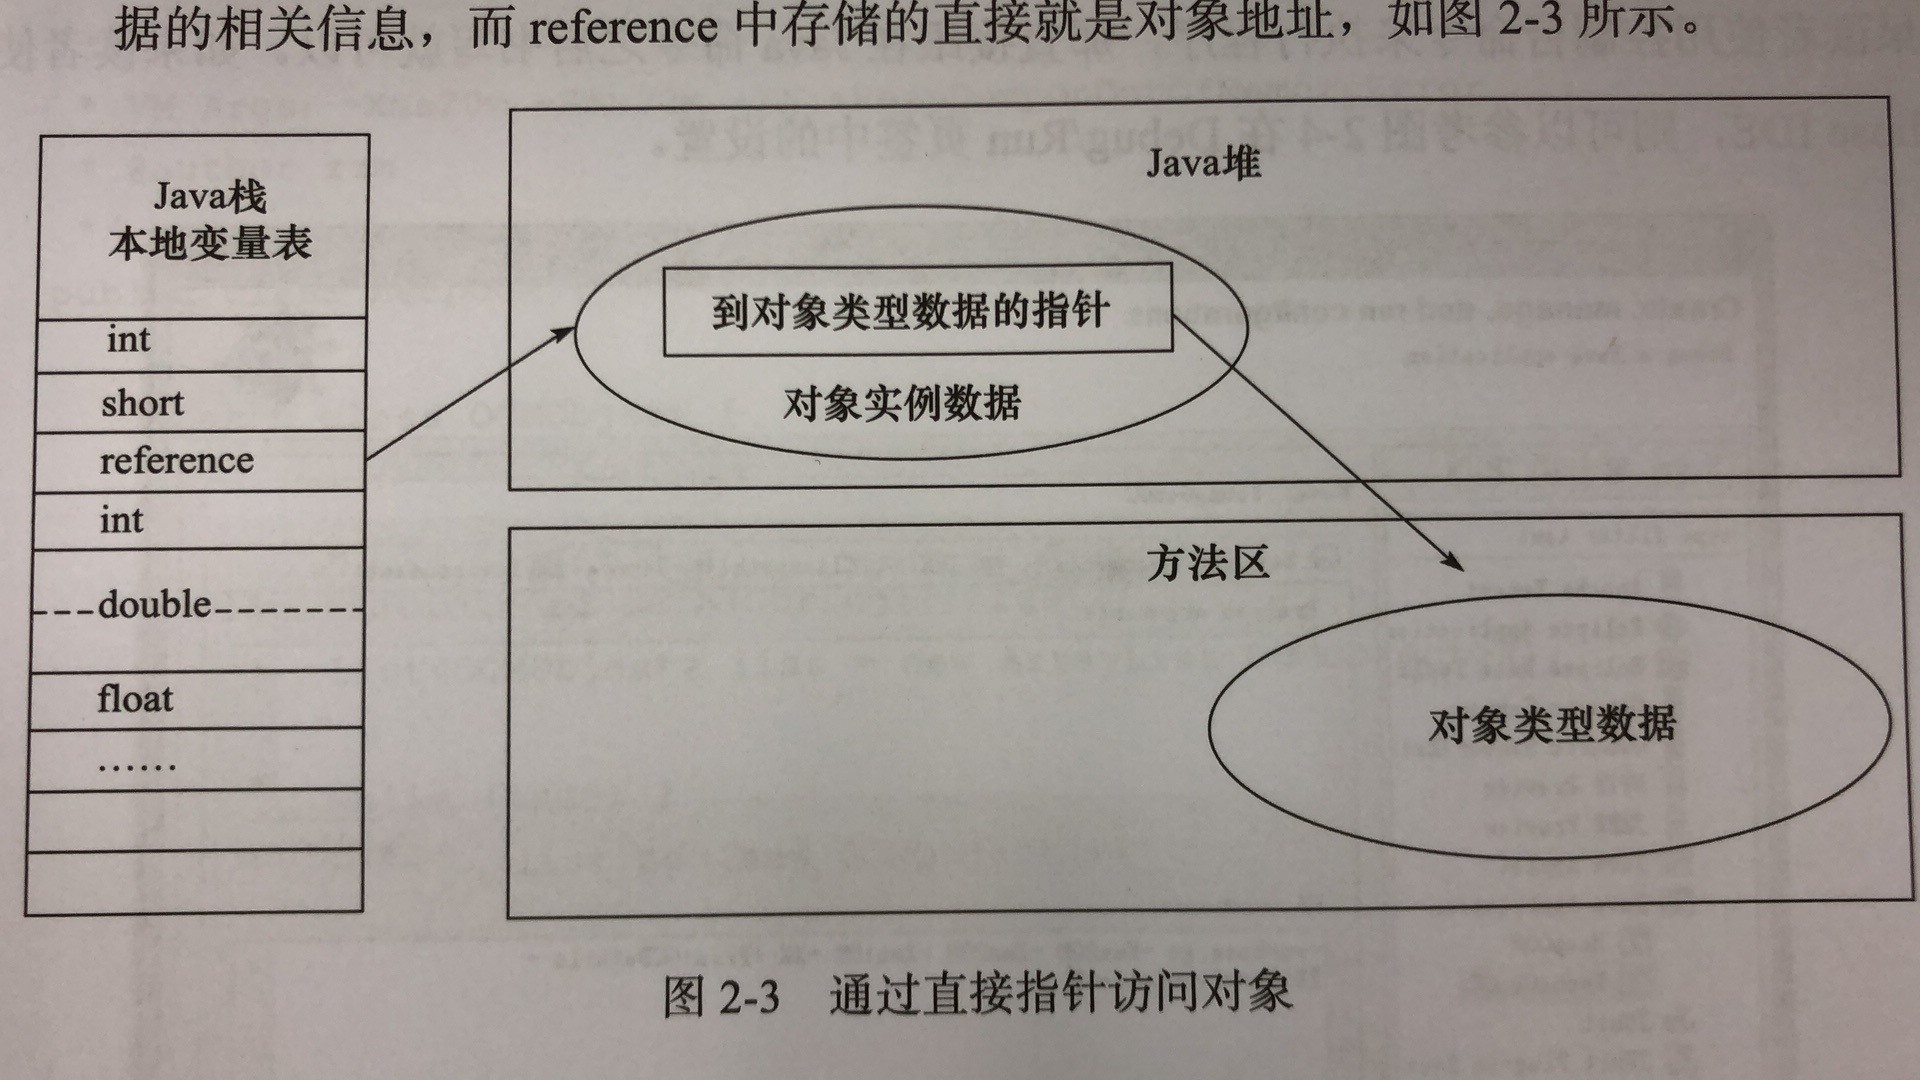 据的相关信息，而 reference 中存储的直接就是对象地址，如图 2-3 所示。
Java栈
本地变量表
int
short
reference
int
double
float
……
Java堆
到对象类型数据的指针
对象实例数据
方法区
对象类型数据
图 2-3 通过直接指针访问对象